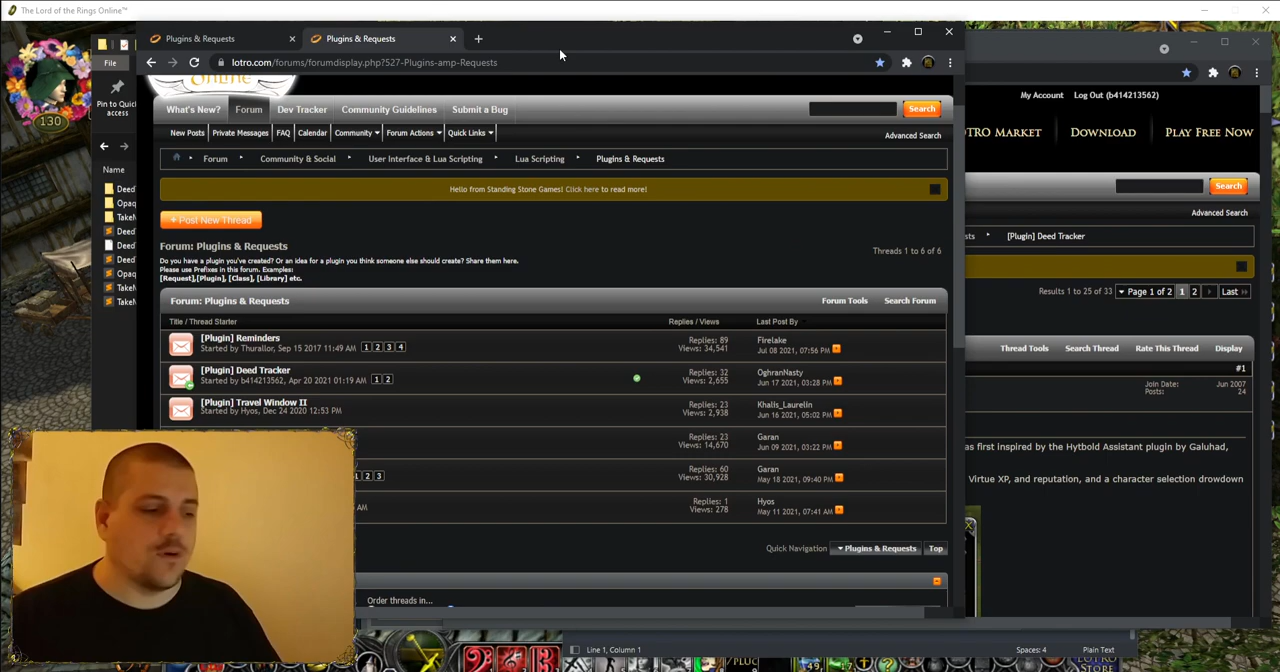 The Lord of the Rings Online™
Plugins & Requests
Plugins & Requests
lotro.com/forums/forumdisplay.php?527-Plugins-amp-Requests
130
File
Pin to Quick
access
Name
Deed
Opaq
Deed
Deed
Deed
Opaq
What's New? Forum Dev Tracker Community Guidelines Submit a Bug Search
New Posts Private Messages FAQ Calendar Community Forum Actions Quick Links Advanced Search
Forum Community & Social User Interface & Lua Scripting Lua Scripting Plugins & Requests
Hello from Standing Stone Games! Click here to read more!
+ Post New Thread
Forum: Plugins & Requests
Threads 1 to 6 of 6
Do you have a plugin you've created? Or an idea for a plugin you think someone else should create? Share them here.
Please use Prefixes in this forum. Examples:
[Request],[Plugin], [Class], [Library] etc.
Forum: Plugins & Requests Forum Tools Search Forum
Title / Thread Starter Replies / Views Last Post By
[Plugin] Reminders Replies: 89 Firelake
Started by Thurallor, Sep 15 2017 11:49 AM 1 2 3 4 Views: 34,541 Jul 08 2021, 07:56 PM
[Plugin] Deed Tracker Replies: 32 OghranNasty
Started by b414213562, Apr 20 2021 01:19 AM 1 2 Views: 2,655 Jun 17 2021, 03:28 PM
[Plugin] Travel Window II Replies: 23 Khalis_Laurelin
Started by Hyos, Dec 24 2020 12:53 PM Views: 2,938 Jun 16 2021, 05:02 PM
Replies: 23 Garan
Views: 14,670 Jun 09 2021, 03:22 PM
Replies: 60 Garan
2 3 Views: 30,928 May 18 2021, 09:40 PM
Replies: 1 Hyos
AM Views: 278 May 11 2021, 07:41 AM
Quick Navigation Plugins & Requests Top
Order threads in...
My Account Log Out (b414213562)
OTRO MARKET DOWNLOAD PLAY FREE NOW
Search
Advanced Search
sts [Plugin] Deed Tracker
Results 1 to 25 of 33 Page 1 of 2 1 2 Last
Thread Tools Search Thread Rate This Thread Display
#1
Join Date: Jun 2007
Posts: 24
as first inspired by the Hytbold Assistant plugin by Galuhad,
Virtue XP, and reputation, and a character selection drowdown
Line 1, Column 1 Spaces: 4 Plain Text